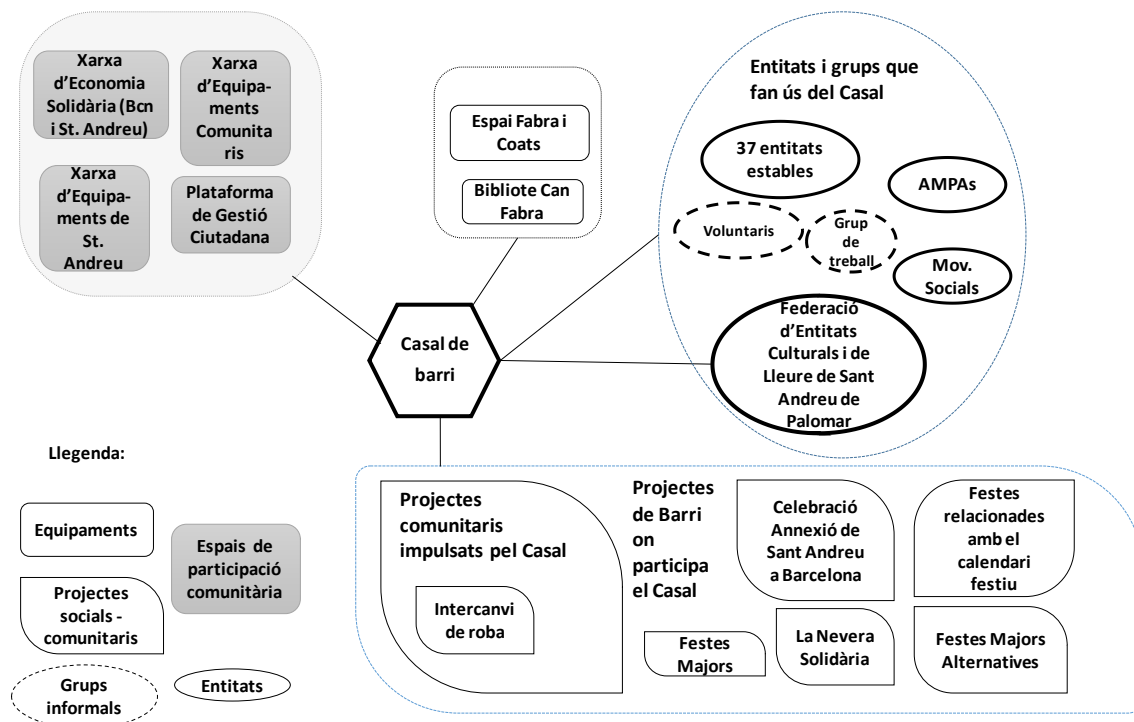 Xarxa
d'Economia
Solidària (Bcn
i St. Andreu)
Xarxa
d'Equipa-
ments
Comunita
ris
Xarxa
d'Equipa-
ments de
St.
Andreu
Plataforma
de Gestió
Ciutadana
Espai Fabra i
Coats
Bibliote Can
Fabra
Entitats i grups que
fan ús del Casal
37 entitats
estables
AMPAs
Voluntaris
Grup
de
treball
Mov.
Socials
Federació
d'Entitats
Culturals i de
Lleure de Sant
Andreu de
Palomar
Casal de
barri
Llegenda:
Equipaments
Espais de
participació
comunitària
Projectes
socials -
comunitaris
Grups
informals
Entitats
Projectes
comunitaris
impulsats pel Casal
Intercanvi
de roba
Projectes
de Barri
on
participa
el Casal
Celebració
Annexió de
Sant Andreu
a Barcelona
Festes
relacionades
amb el
calendari
festiu
Festes
Majors
La Nevera
Solidària
Festes Majors
Alternatives